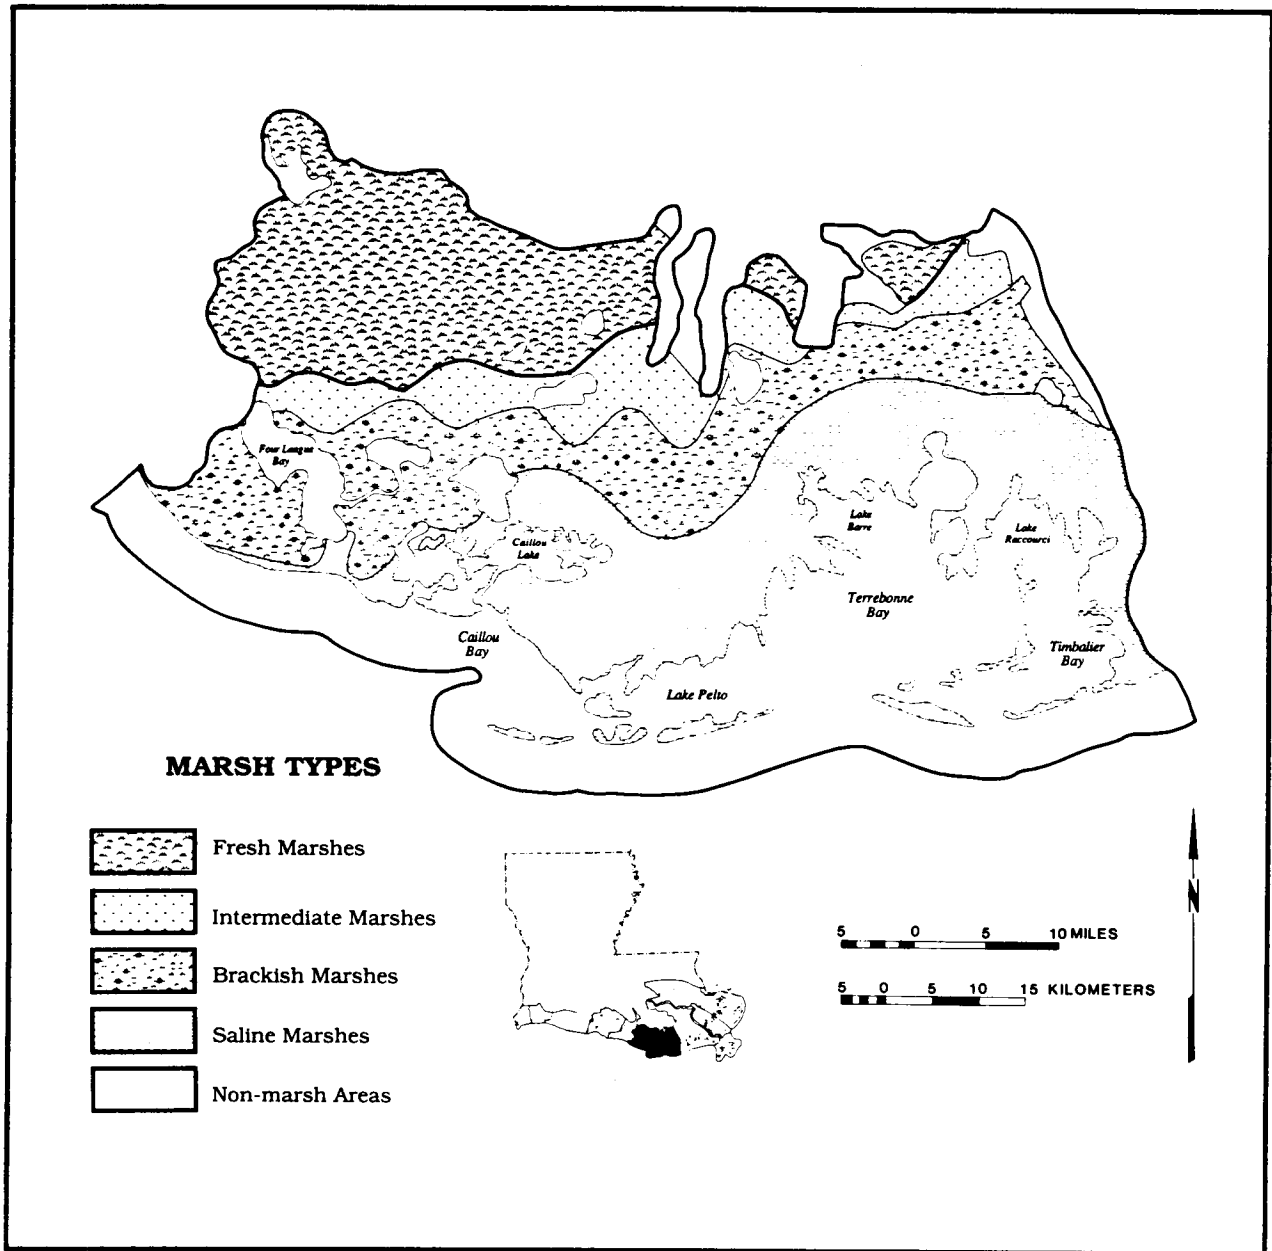 Four League
Bay
Caillou
Lake
Lake
Barre
Lake
Raccourci
Terrebonne
Bay
Caillou
Bay
Timbalier
Bay
Lake Pelto
MARSH TYPES
Fresh Marshes
Intermediate Marshes
Brackish Marshes
Saline Marshes
Non-marsh Areas
N
5 0 5 10 MILES
5 0 5 10 15 KILOMETERS